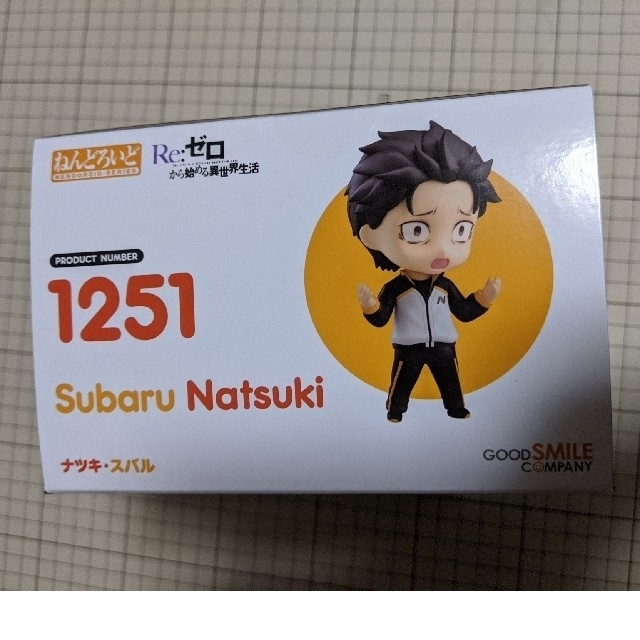 ねんどろいど
NENDOROID-SERIES
Re:ゼロ
から始める異世界生活
PRODUCT NUMBER
1251
Subaru Natsuki
ナツキ・スバル
N
GOOD SMILE
COMPANY